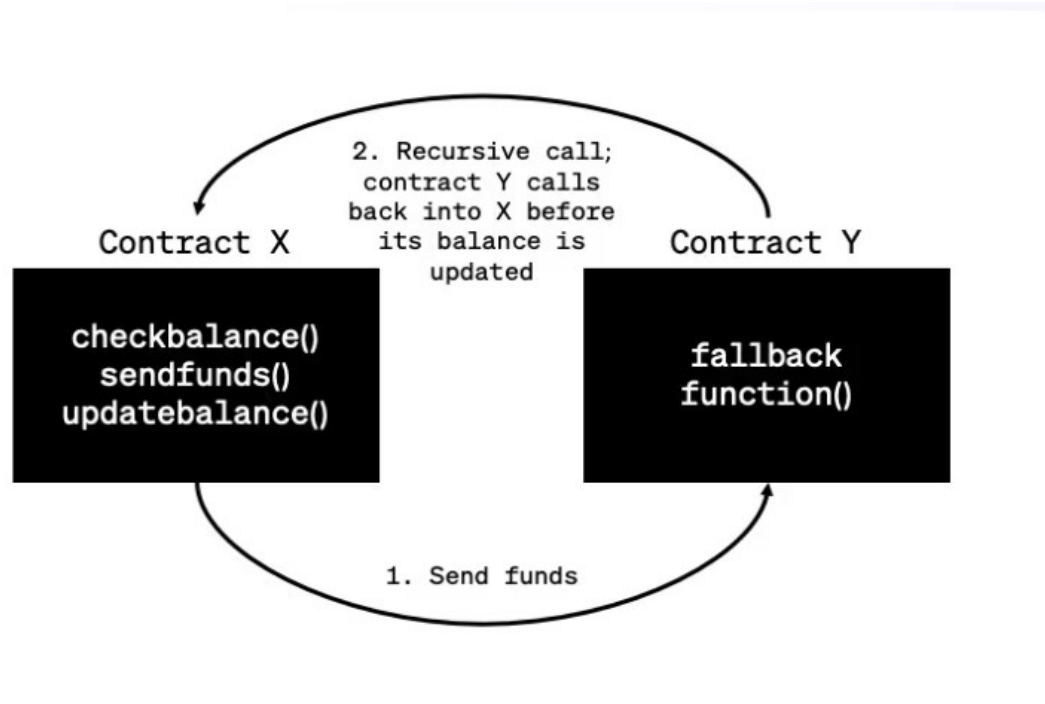 2. Recursive call;
contract Y calls
back into X before
its balance is
updated
Contract X
Contract Y
checkbalance()
sendfunds()
updatebalance()
fallback
function()
1. Send funds